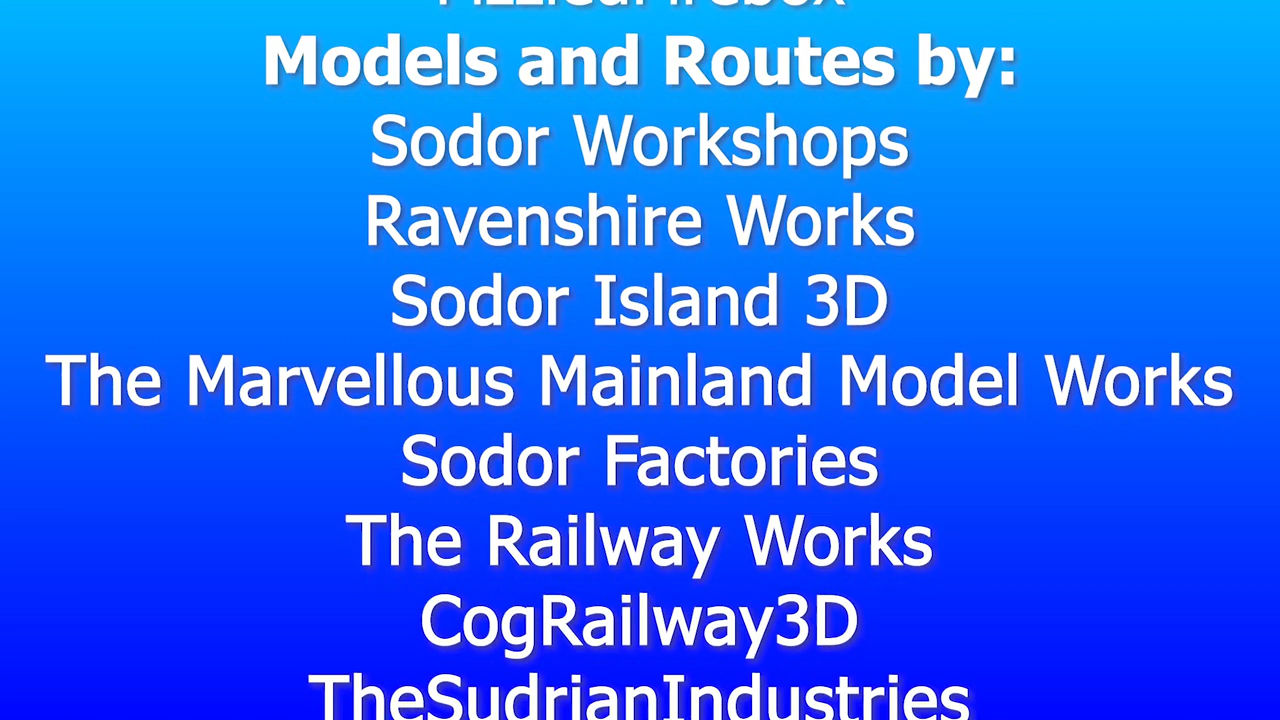 Models and Routes by:
Sodor Workshops
Ravenshire Works
Sodor Island 3D
The Marvellous Mainland Model Works
Sodor Factories
The Railway Works
CogRailway3D
TheSudrianIndustries